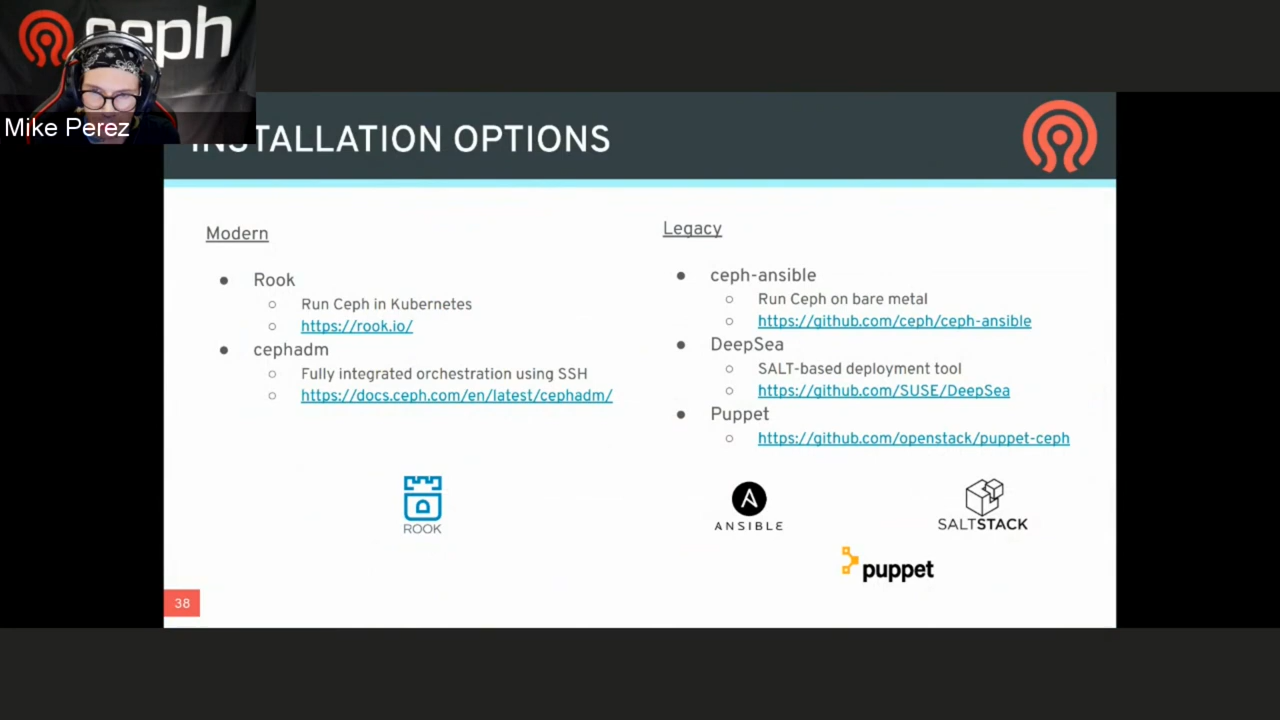 ceph
Mike Perez
INSTALLATION OPTIONS
Modern
● Rook
○ Run Ceph in Kubernetes
○ https://rook.io/
● cephadm
○ Fully integrated orchestration using SSH
○ https://docs.ceph.com/en/latest/cephadm/
ROOK
Legacy
● ceph-ansible
○ Run Ceph on bare metal
○ https://github.com/ceph/ceph-ansible
● DeepSea
○ SALT-based deployment tool
○ https://github.com/SUSE/DeepSea
● Puppet
○ https://github.com/openstack/puppet-ceph
ANSIBLE
SALTSTACK
puppet
38